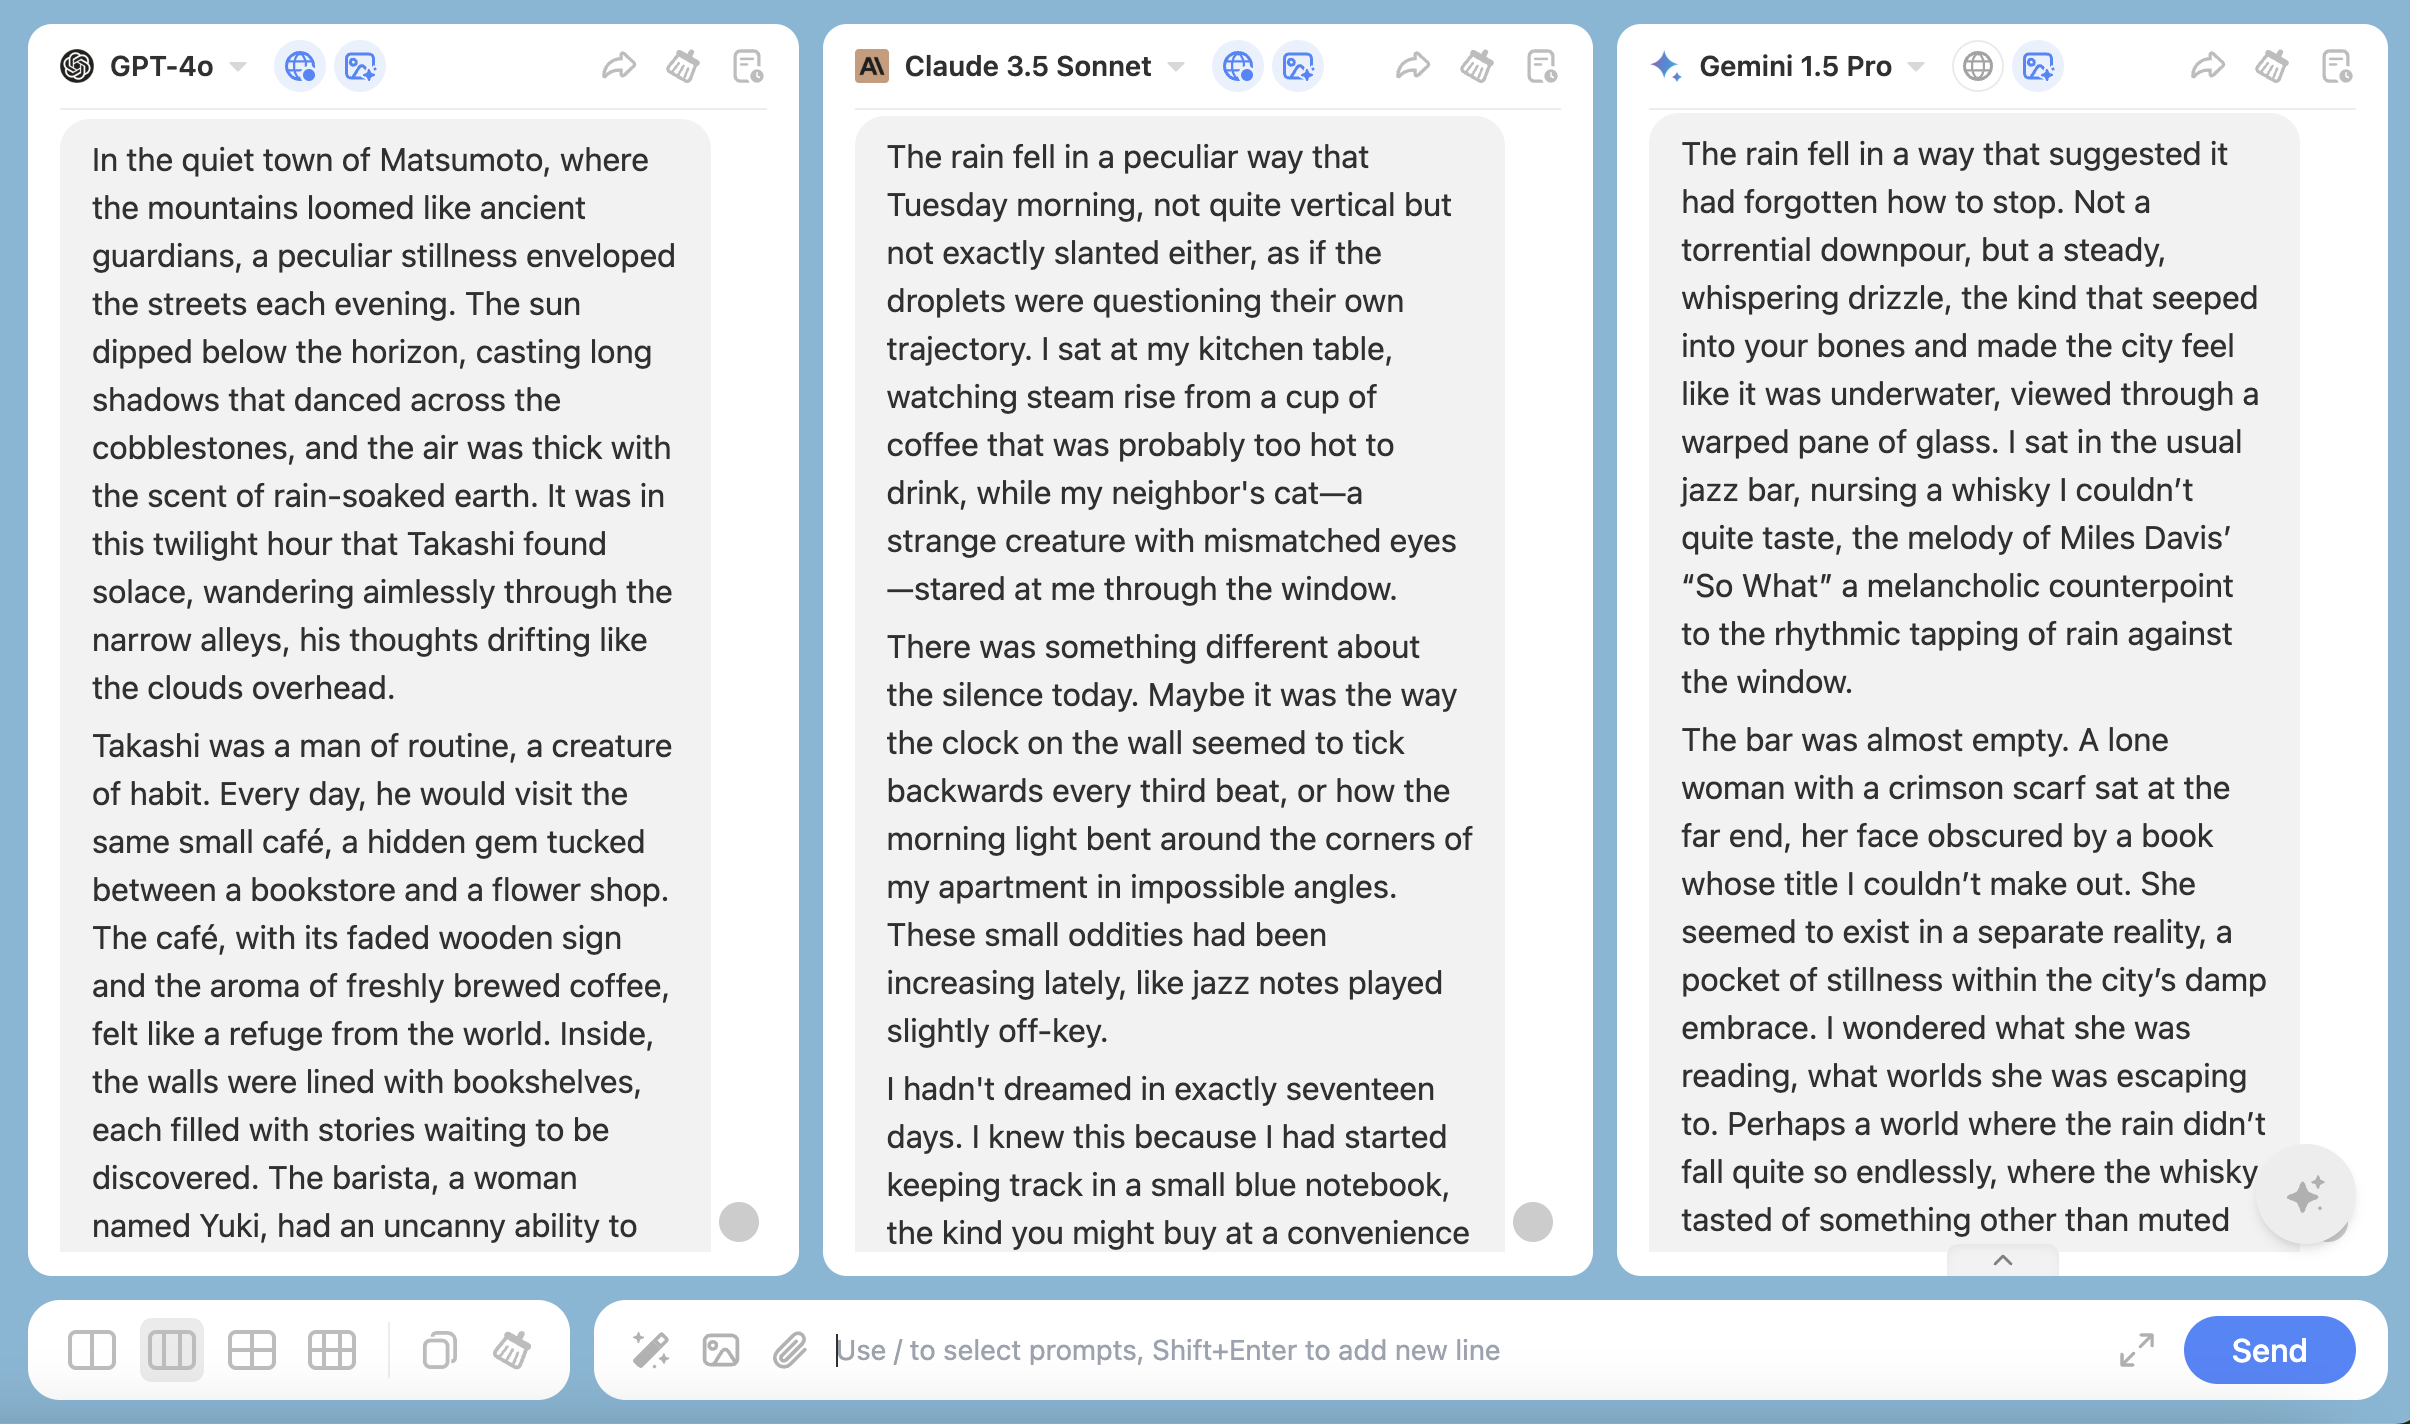 GPT-4o
In the quiet town of Matsumoto, where
the mountains loomed like ancient
guardians, a peculiar stillness enveloped
the streets each evening. The sun
dipped below the horizon, casting long
shadows that danced across the
cobblestones, and the air was thick with
the scent of rain-soaked earth. It was in
this twilight hour that Takashi found
solace, wandering aimlessly through the
narrow alleys, his thoughts drifting like
the clouds overhead.
Takashi was a man of routine, a creature
of habit. Every day, he would visit the
same small café, a hidden gem tucked
between a bookstore and a flower shop.
The café, with its faded wooden sign
and the aroma of freshly brewed coffee,
felt like a refuge from the world. Inside,
the walls were lined with bookshelves,
each filled with stories waiting to be
discovered. The barista, a woman
named Yuki, had an uncanny ability to
Claude 3.5 Sonnet
The rain fell in a peculiar way that
Tuesday morning, not quite vertical but
not exactly slanted either, as if the
droplets were questioning their own
trajectory. I sat at my kitchen table,
watching steam rise from a cup of
coffee that was probably too hot to
drink, while my neighbor's cat—a
strange creature with mismatched eyes
—stared at me through the window.
There was something different about
the silence today. Maybe it was the way
the clock on the wall seemed to tick
backwards every third beat, or how the
morning light bent around the corners of
my apartment in impossible angles.
These small oddities had been
increasing lately, like jazz notes played
slightly off-key.
I hadn't dreamed in exactly seventeen
days. I knew this because I had started
keeping track in a small blue notebook,
the kind you might buy at a convenience
Gemini 1.5 Pro
The rain fell in a way that suggested it
had forgotten how to stop. Not a
torrential downpour, but a steady,
whispering drizzle, the kind that seeped
into your bones and made the city feel
like it was underwater, viewed through a
warped pane of glass. I sat in the usual
jazz bar, nursing a whisky I couldn’t
quite taste, the melody of Miles Davis’
“So What” a melancholic counterpoint
to the rhythmic tapping of rain against
the window.
The bar was almost empty. A lone
woman with a crimson scarf sat at the
far end, her face obscured by a book
whose title I couldn’t make out. She
seemed to exist in a separate reality, a
pocket of stillness within the city’s damp
embrace. I wondered what she was
reading, what worlds she was escaping
to. Perhaps a world where the rain didn’t
fall quite so endlessly, where the whisky
tasted of something other than muted
Use / to select prompts, Shift+Enter to add new line
Send